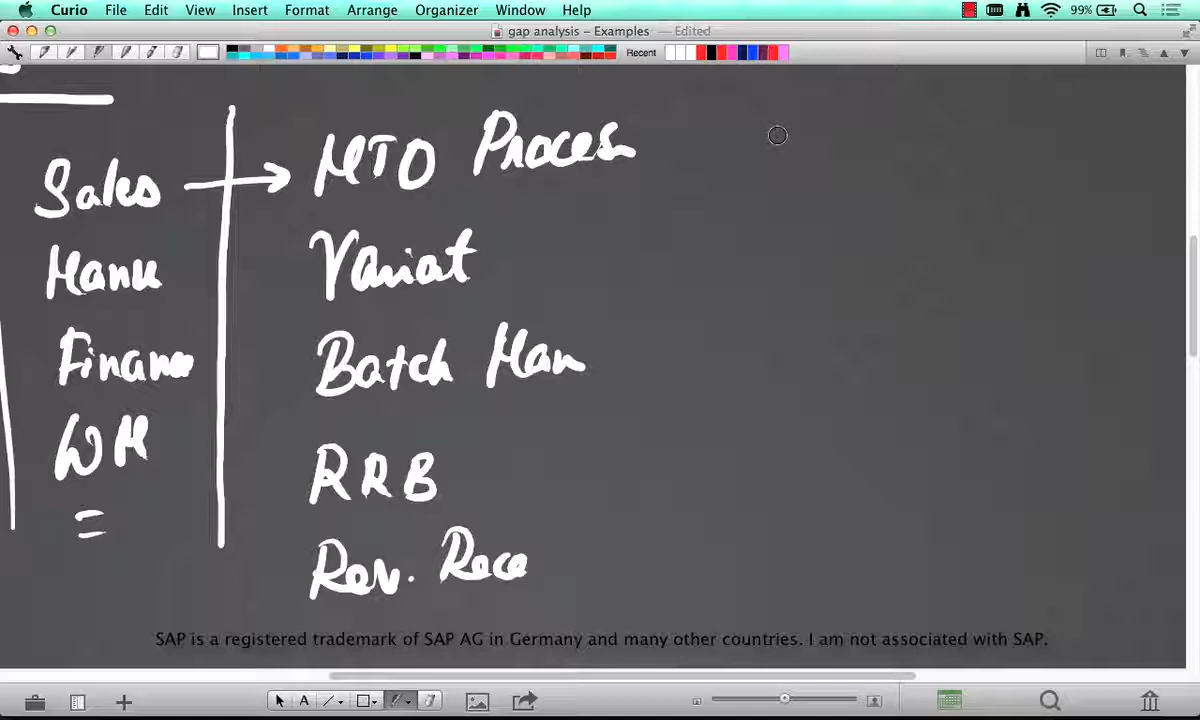 Curio File Edit View Insert Format Arrange Organizer Window Help 99%
gap analysis – Examples — Edited
Recent
Sales → MTO Process
Manu Variat
Finane Batch Man
WM RRB
= Rev. Reco
SAP is a registered trademark of SAP AG in Germany and many other countries. I am not associated with SAP.
A